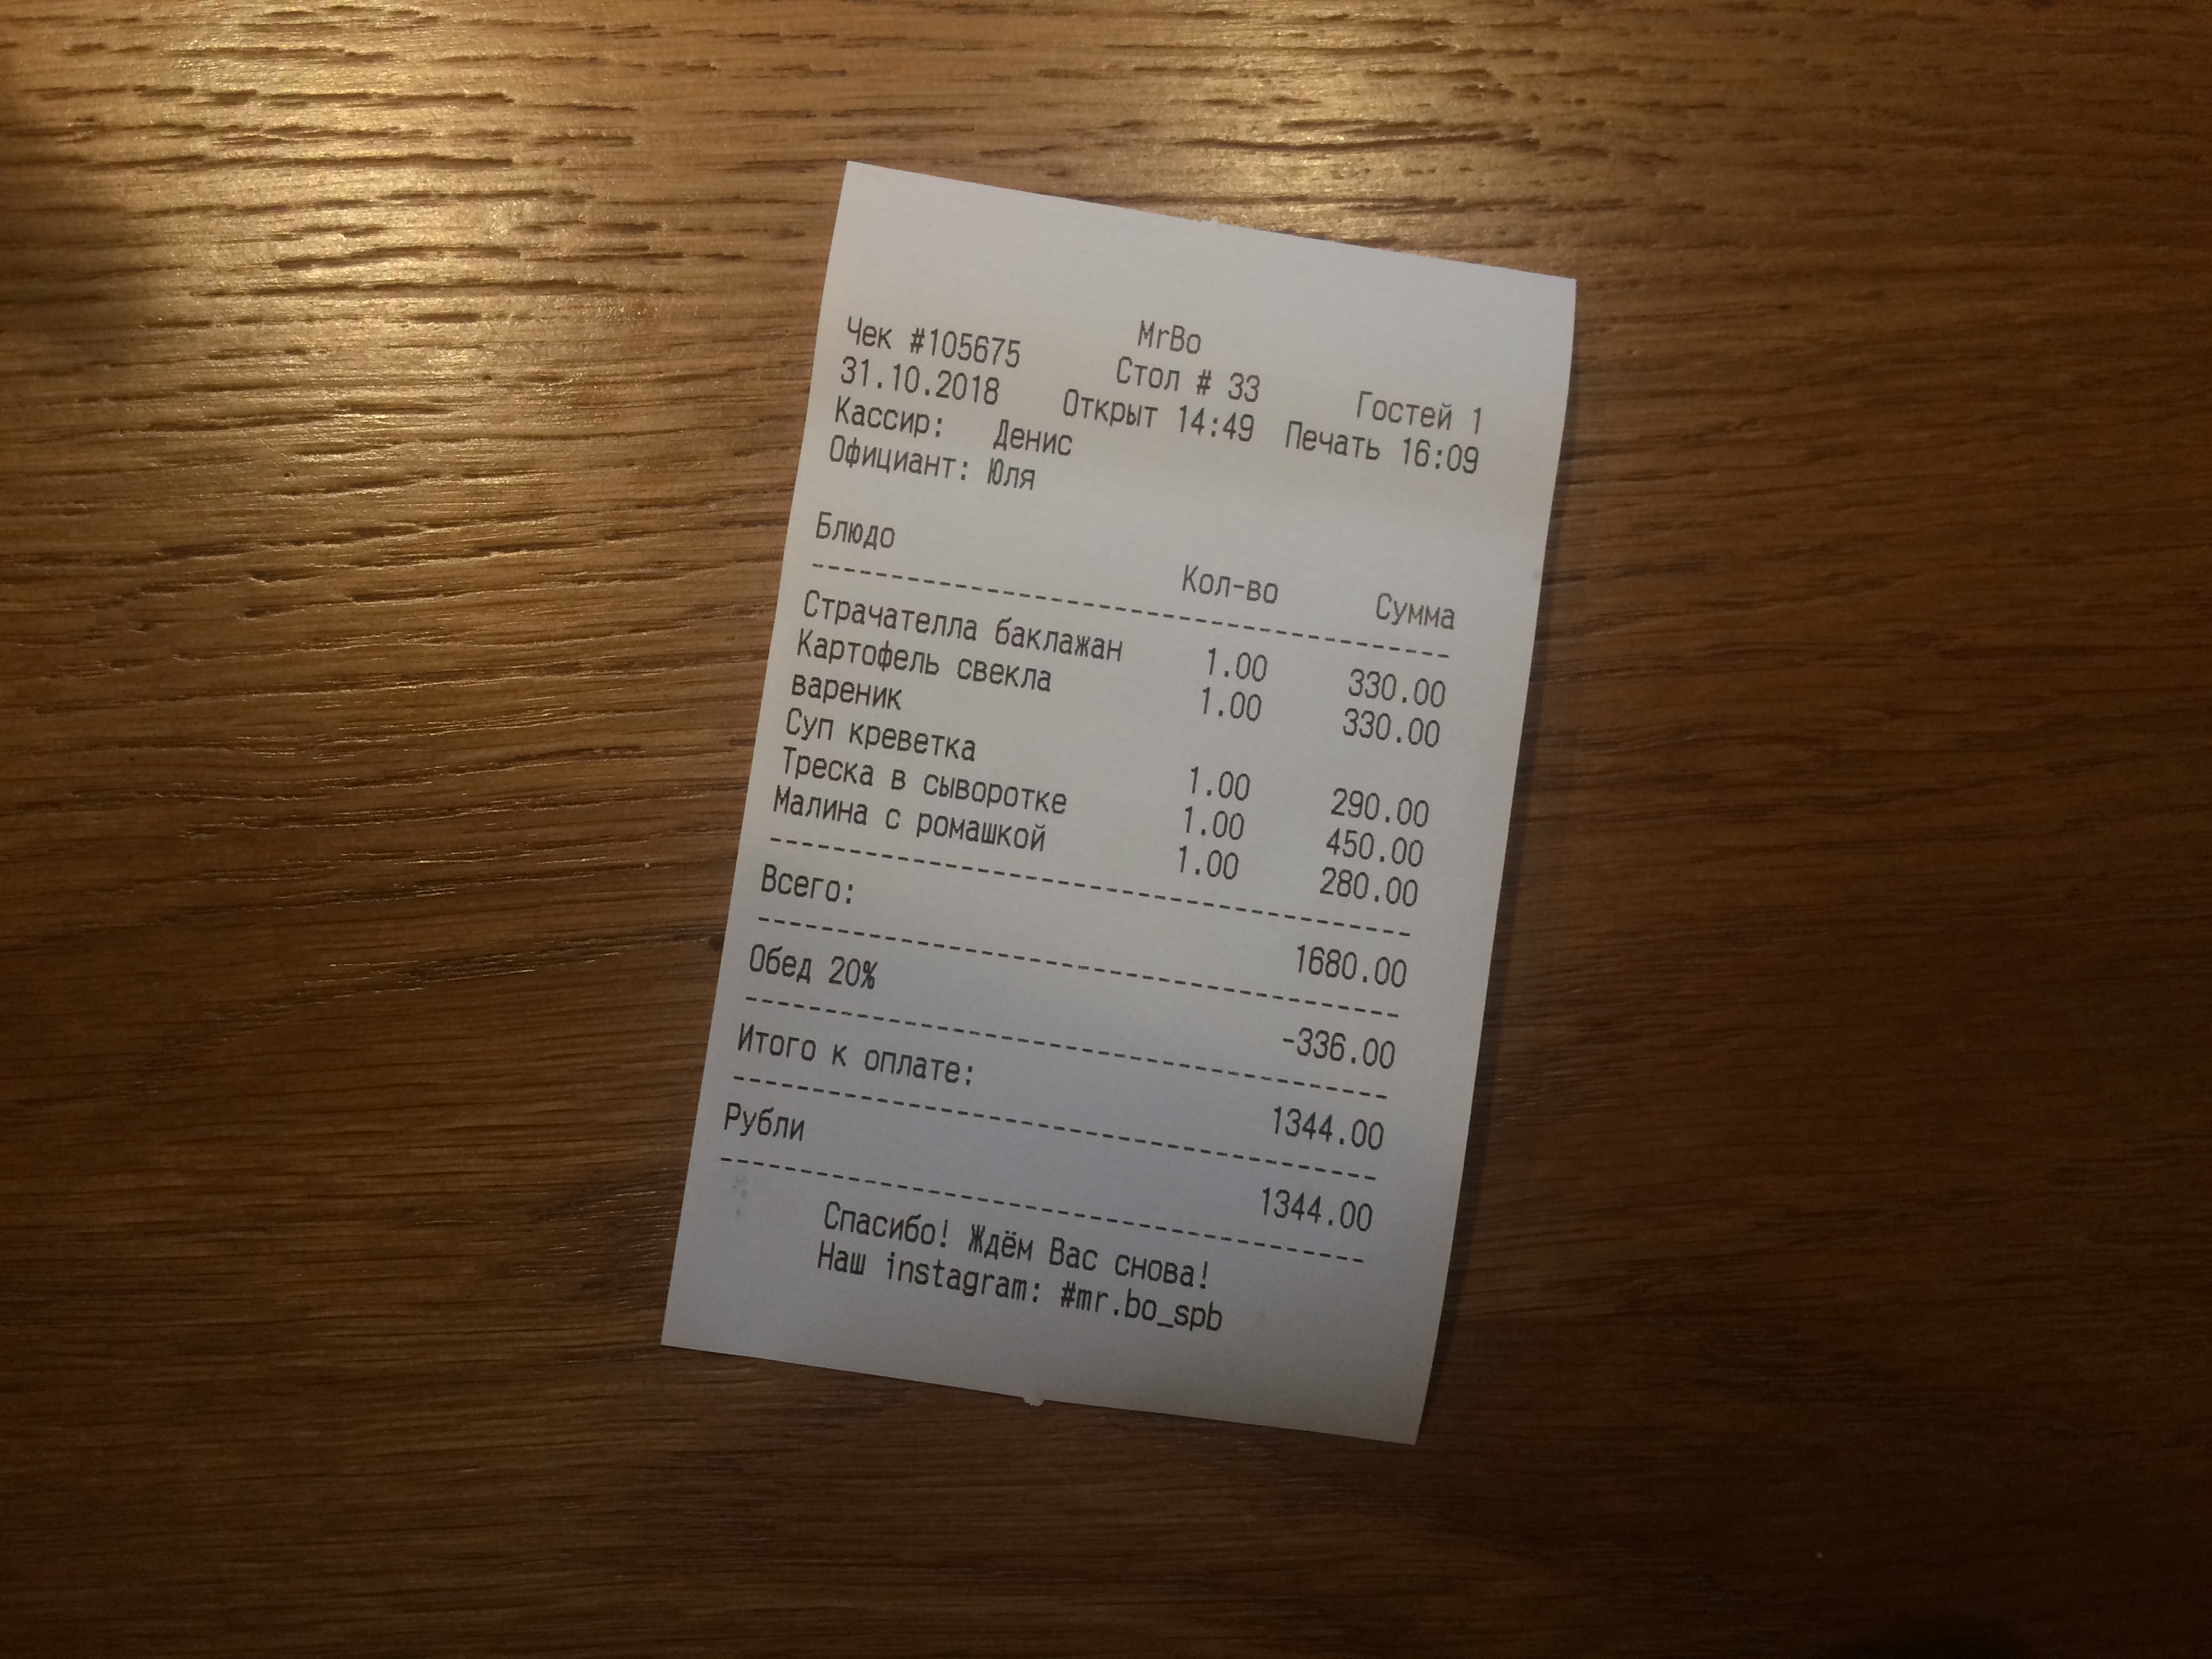 MrBo
Чек #105675 Стол # 33 Гостей 1
31.10.2018 Открыт 14:49 Печать 16:09
Кассир: Денис
Официант: Юля
Блюдо Кол-во Сумма
Страчателла баклажан 1.00 330.00
Картофель свекла 1.00 330.00
вареник
Суп креветка 1.00 290.00
Треска в сыворотке 1.00 450.00
Малина с ромашкой 1.00 280.00
Всего: 1680.00
Обед 20% -336.00
Итого к оплате: 1344.00
Рубли 1344.00
Спасибо! Ждём Вас снова!
Наш instagram: #mr.bo_spb